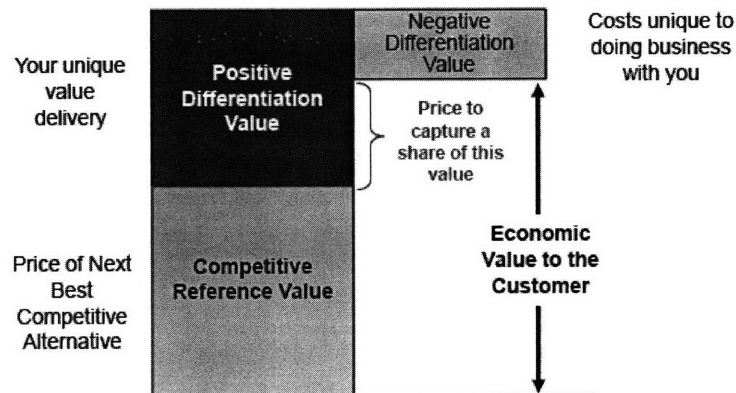 Your unique
value
delivery
Positive
Differentiation
Value
Negative
Differentiation
Value
Costs unique to
doing business
with you
Price to
capture a
share of this
value
Price of Next
Best
Competitive
Alternative
Competitive
Reference Value
Economic
Value to the
Customer